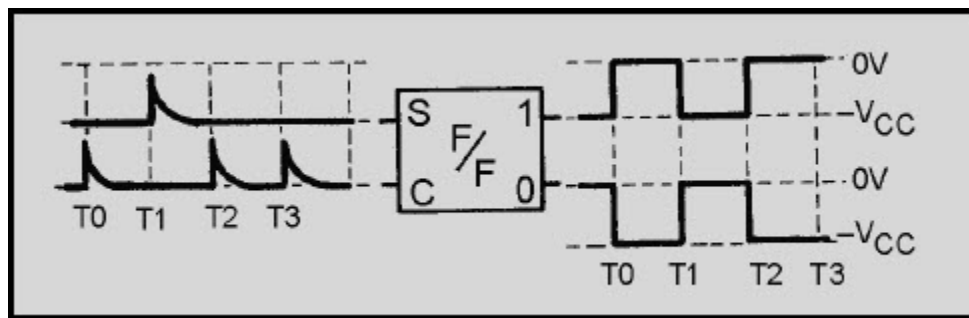 S 1
F/F
C 0
T0 T1 T2 T3
0V
–VCC
0V
–VCC
T0 T1 T2 T3